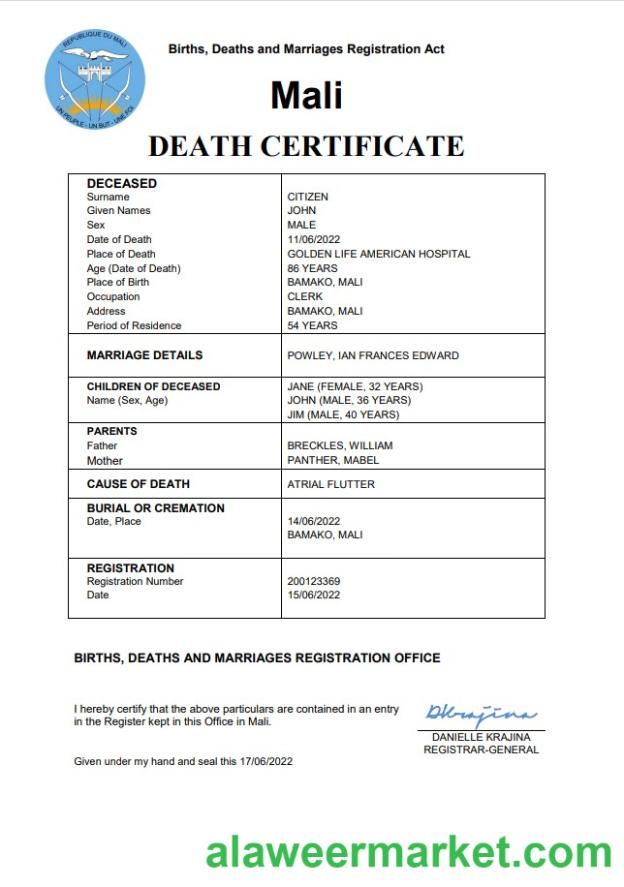 REPUBLIQUE DU MALI
UN PEUPLE - UN BUT - UNE FOI
Births, Deaths and Marriages Registration Act
Mali
DEATH CERTIFICATE
DECEASED
Surname CITIZEN
Given Names JOHN
Sex MALE
Date of Death 11/06/2022
Place of Death GOLDEN LIFE AMERICAN HOSPITAL
Age (Date of Death) 86 YEARS
Place of Birth BAMAKO, MALI
Occupation CLERK
Address BAMAKO, MALI
Period of Residence 54 YEARS
MARRIAGE DETAILS POWLEY, IAN FRANCES EDWARD
CHILDREN OF DECEASED JANE (FEMALE, 32 YEARS)
Name (Sex, Age) JOHN (MALE, 36 YEARS)
JIM (MALE, 40 YEARS)
PARENTS
Father BRECKLES, WILLIAM
Mother PANTHER, MABEL
CAUSE OF DEATH ATRIAL FLUTTER
BURIAL OR CREMATION
Date, Place 14/06/2022
BAMAKO, MALI
REGISTRATION
Registration Number 200123369
Date 15/06/2022
BIRTHS, DEATHS AND MARRIAGES REGISTRATION OFFICE
I hereby certify that the above particulars are contained in an entry
in the Register kept in this Office in Mali.
DKrajina
DANIELLE KRAJINA
REGISTRAR-GENERAL
Given under my hand and seal this 17/06/2022
alaweermarket.com